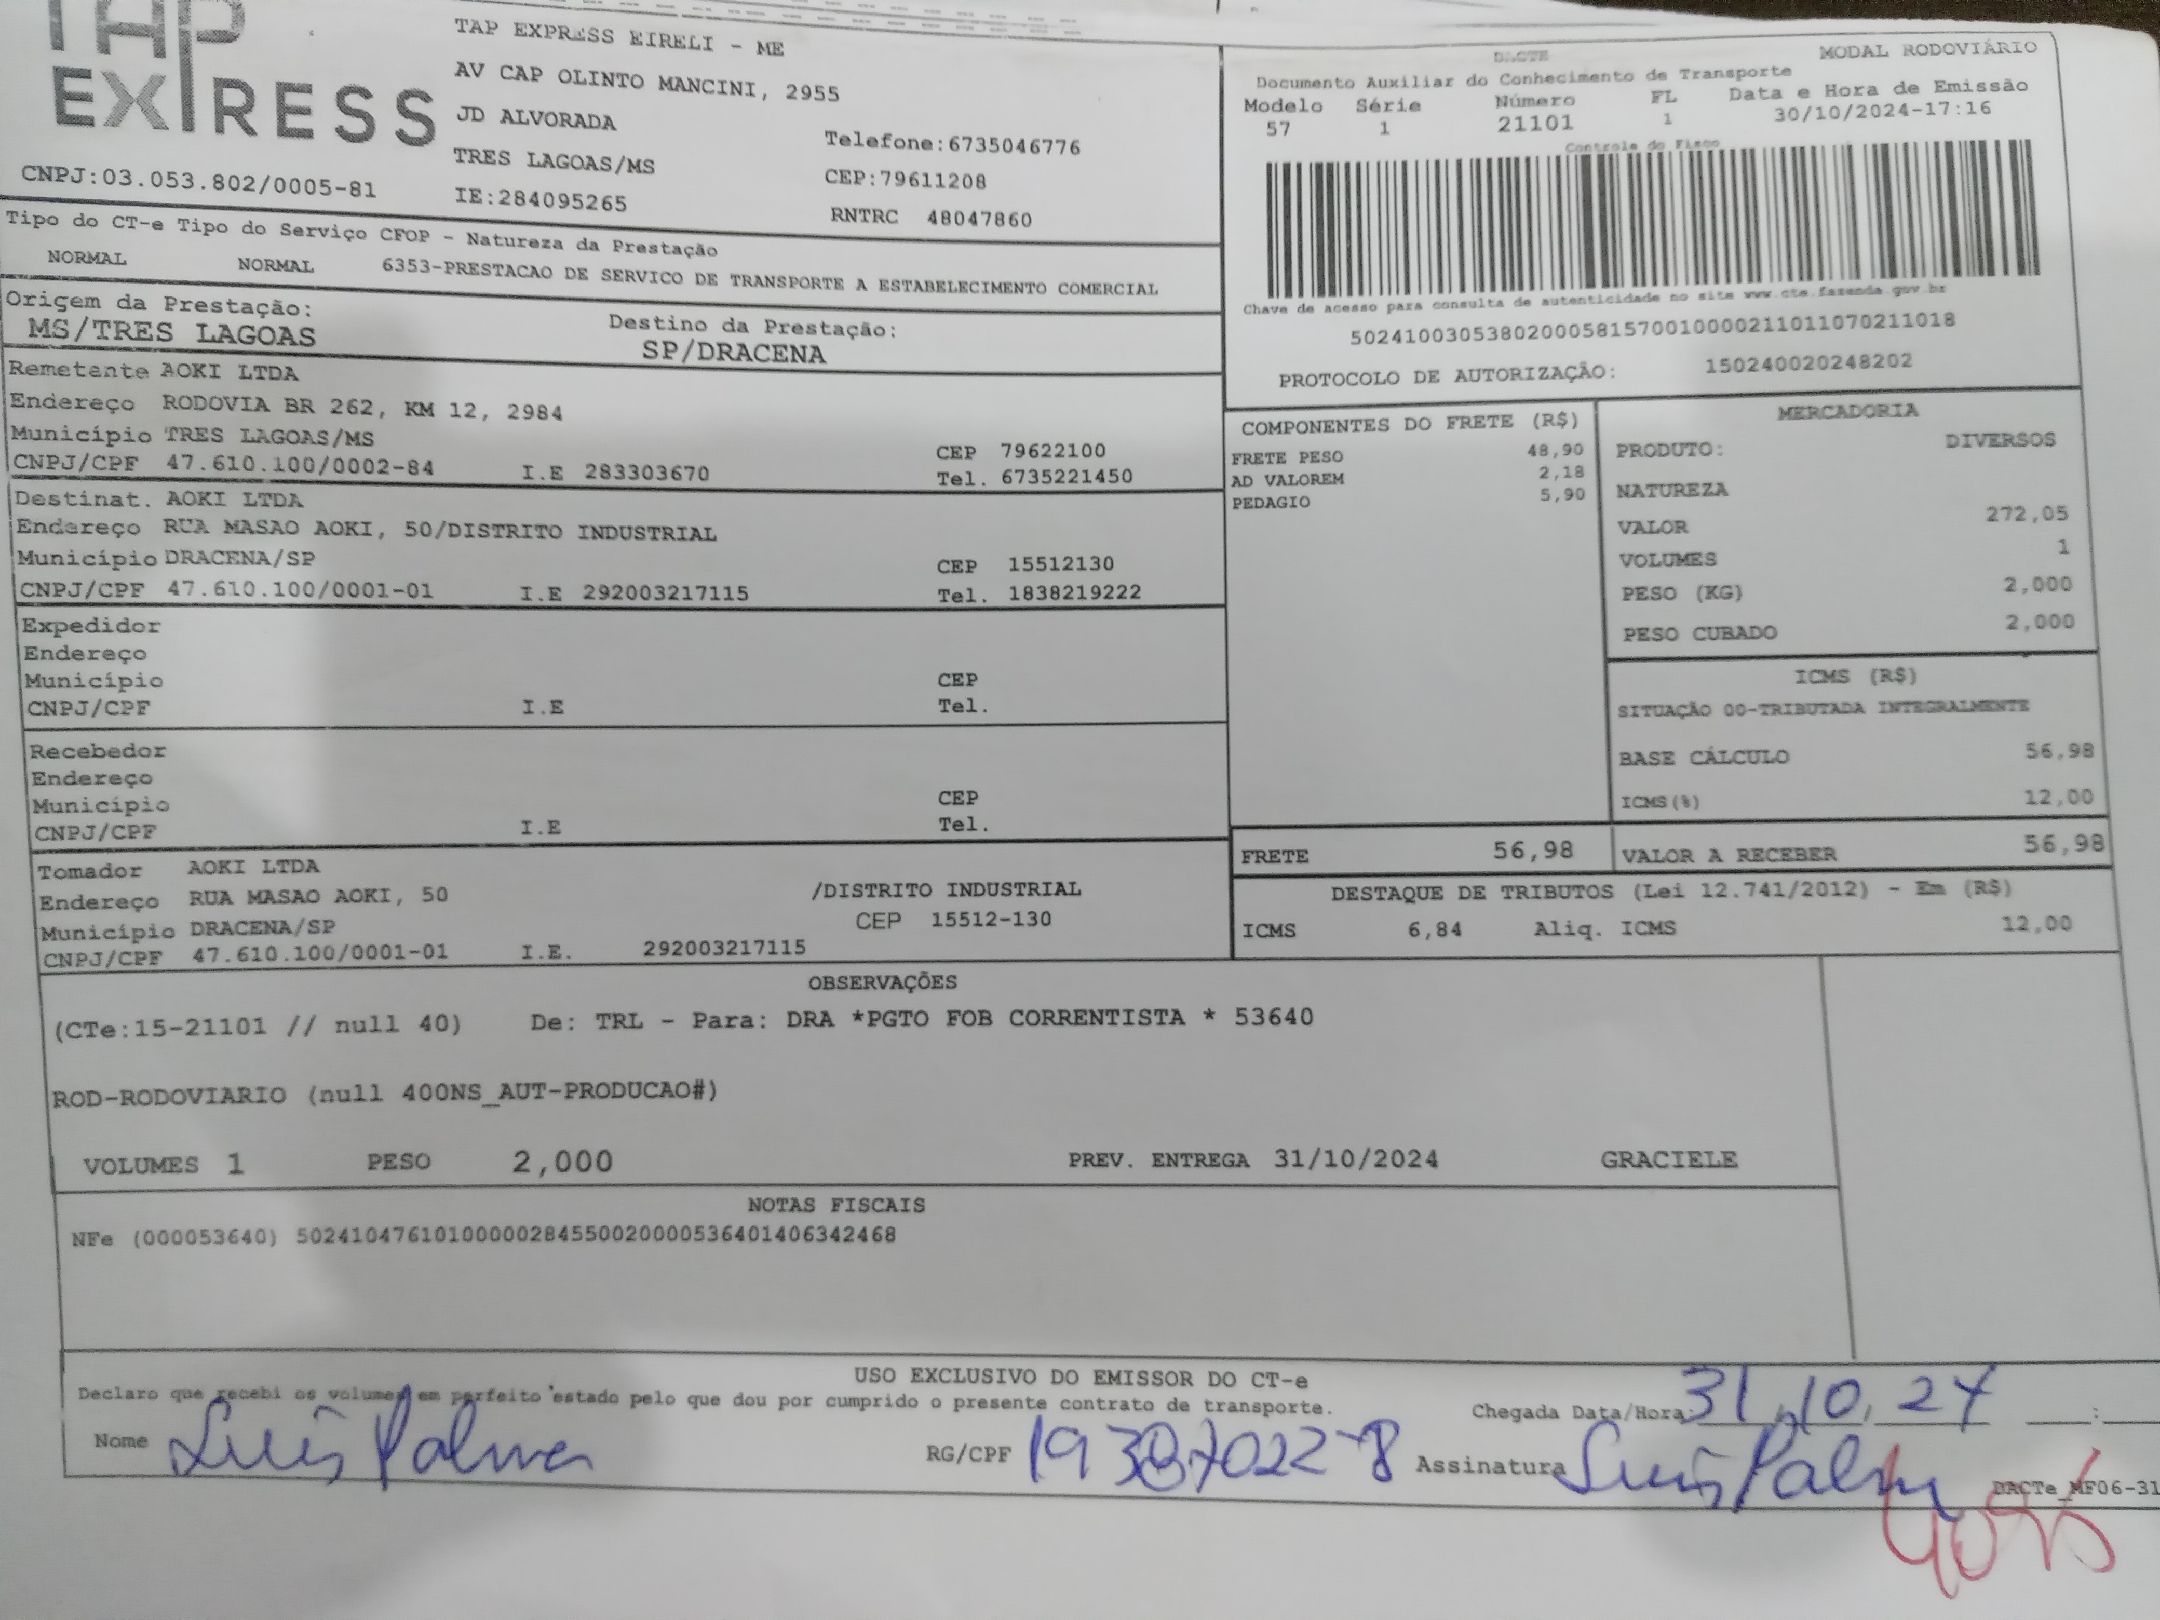 TAP
EXPRESS
CNPJ:03.053.802/0005-81
TAP EXPRESS EIRELI - ME
AV CAP OLINTO MANCINI, 2955
JD ALVORADA
TRES LAGOAS/MS
IE:284095265
Telefone:6735046776
CEP:79611208
RNTRC 48047860
DACTE MODAL RODOVIÁRIO
Documento Auxiliar do Conhecimento de Transporte
Modelo Série Número FL Data e Hora de Emissão
57 1 21101 1 30/10/2024-17:16
Controle do Fisco
Chave de acesso para consulta de autenticidade no site www.cte.fazenda.gov.br
50241003053802000581570010000211011070211018
PROTOCOLO DE AUTORIZAÇÃO: 150240020248202
Tipo do CT-e Tipo do Serviço CFOP - Natureza da Prestação
NORMAL NORMAL 6353-PRESTACAO DE SERVICO DE TRANSPORTE A ESTABELECIMENTO COMERCIAL
Origem da Prestação: Destino da Prestação:
MS/TRES LAGOAS SP/DRACENA
Remetente AOKI LTDA
Endereço RODOVIA BR 262, KM 12, 2984
Município TRES LAGOAS/MS CEP 79622100
CNPJ/CPF 47.610.100/0002-84 I.E 283303670 Tel. 6735221450
Destinat. AOKI LTDA
Endereço RUA MASAO AOKI, 50/DISTRITO INDUSTRIAL
Município DRACENA/SP CEP 15512130
CNPJ/CPF 47.610.100/0001-01 I.E 292003217115 Tel. 1838219222
Expedidor
Endereço
Município CEP
CNPJ/CPF I.E Tel.
Recebedor
Endereço
Município CEP
CNPJ/CPF I.E Tel.
Tomador AOKI LTDA
Endereço RUA MASAO AOKI, 50 /DISTRITO INDUSTRIAL
Município DRACENA/SP CEP 15512-130
CNPJ/CPF 47.610.100/0001-01 I.E. 292003217115
COMPONENTES DO FRETE (R$)
FRETE PESO 48,90
AD VALOREM 2,18
PEDAGIO 5,90
MERCADORIA
PRODUTO: DIVERSOS
NATUREZA
VALOR 272,05
VOLUMES 1
PESO (KG) 2,000
PESO CUBADO 2,000
ICMS (R$)
SITUAÇÃO 00-TRIBUTADA INTEGRALMENTE
BASE CÁLCULO 56,98
ICMS(%) 12,00
FRETE 56,98 VALOR A RECEBER 56,98
DESTAQUE DE TRIBUTOS (Lei 12.741/2012) - Em (R$)
ICMS 6,84 Aliq. ICMS 12,00
OBSERVAÇÕES
(CTe:15-21101 // null 40) De: TRL - Para: DRA *PGTO FOB CORRENTISTA * 53640
ROD-RODOVIARIO (null 400NS_AUT-PRODUCAO#)
VOLUMES 1 PESO 2,000 PREV. ENTREGA 31/10/2024 GRACIELE
NOTAS FISCAIS
NFe (000053640) 50241047610100000284550020000536401406342468
USO EXCLUSIVO DO EMISSOR DO CT-e
Declaro que recebi os volumes em perfeito estado pelo que dou por cumprido o presente contrato de transporte.
Chegada Data/Hora: 31,10,24 :
Nome Luís Palma RG/CPF Assinatura Luís Palma
DACTe_MF06-31